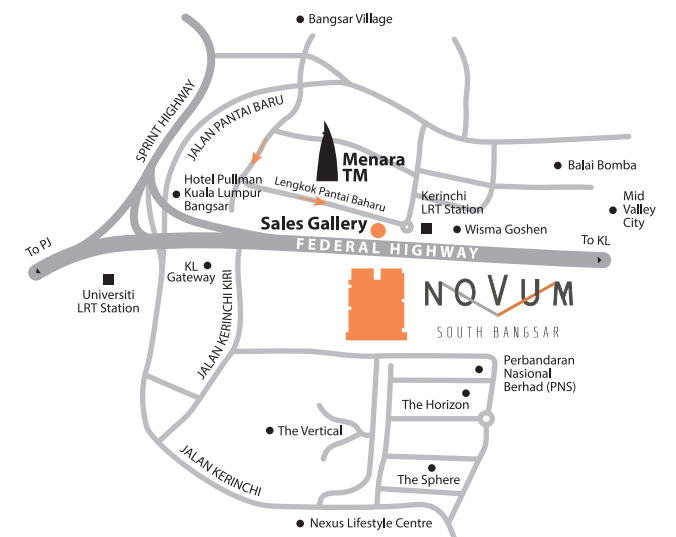 Bangsar Village
SPRINT HIGHWAY
JALAN PANTAI BARU
Menara
TM
Balai Bomba
Hotel Pullman
Kuala Lumpur
Bangsar
Lengkok Pantai Baharu
Kerinchi
LRT Station
Mid
Valley
City
Sales Gallery
Wisma Goshen
To PJ
FEDERAL HIGHWAY
To KL
KL
Gateway
Universiti
LRT Station
JALAN KERINCHI KIRI
NOVUM
SOUTH BANGSAR
Perbandaran
Nasional
Berhad (PNS)
The Horizon
The Vertical
JALAN KERINCHI
The Sphere
Nexus Lifestyle Centre